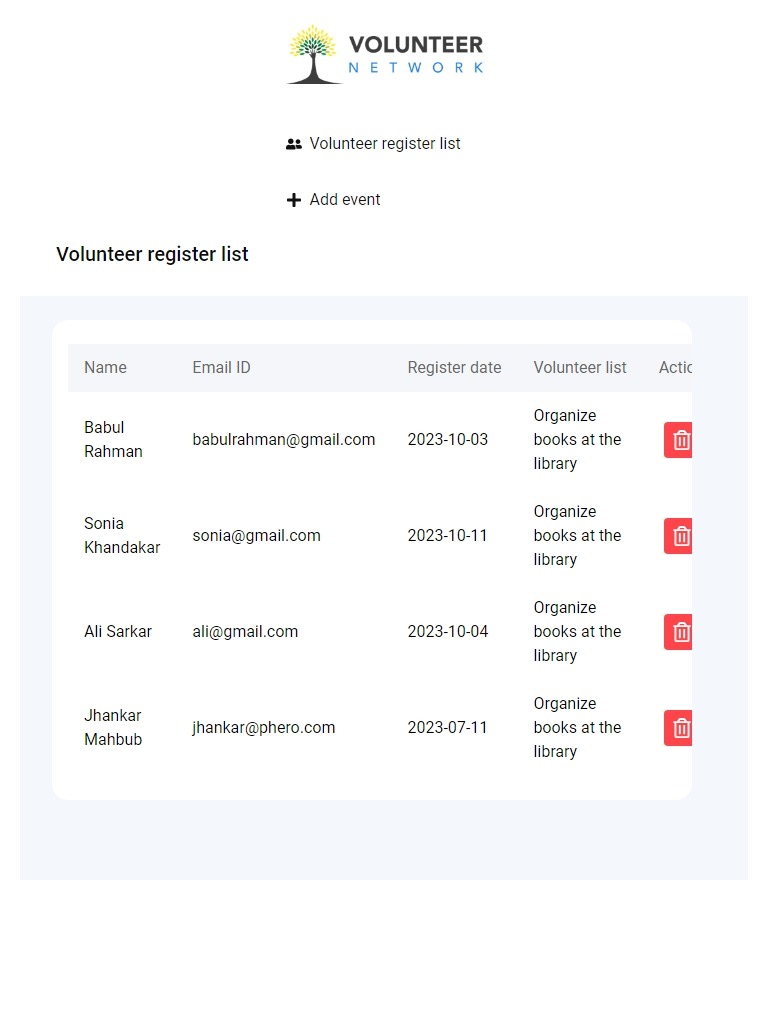 VOLUNTEER
NETWORK
Volunteer register list
Add event
Volunteer register list
Name Email ID Register date Volunteer list Actic
Babul Rahman babulrahman@gmail.com 2023-10-03 Organize books at the library
Sonia Khandakar sonia@gmail.com 2023-10-11 Organize books at the library
Ali Sarkar ali@gmail.com 2023-10-04 Organize books at the library
Jhankar Mahbub jhankar@phero.com 2023-07-11 Organize books at the library